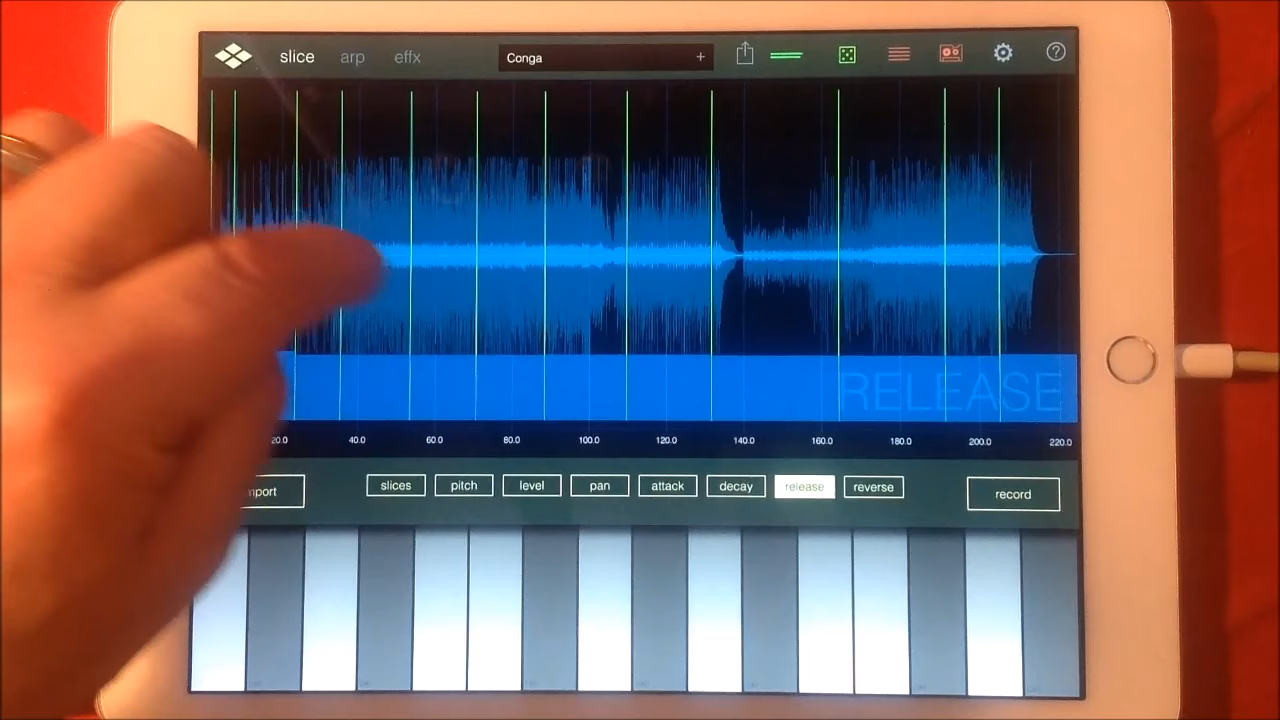 slice arp effx Conga + ?
RELEASE
20.0 40.0 60.0 80.0 100.0 120.0 140.0 160.0 180.0 200.0 220.0
mport slices pitch level pan attack decay release reverse record